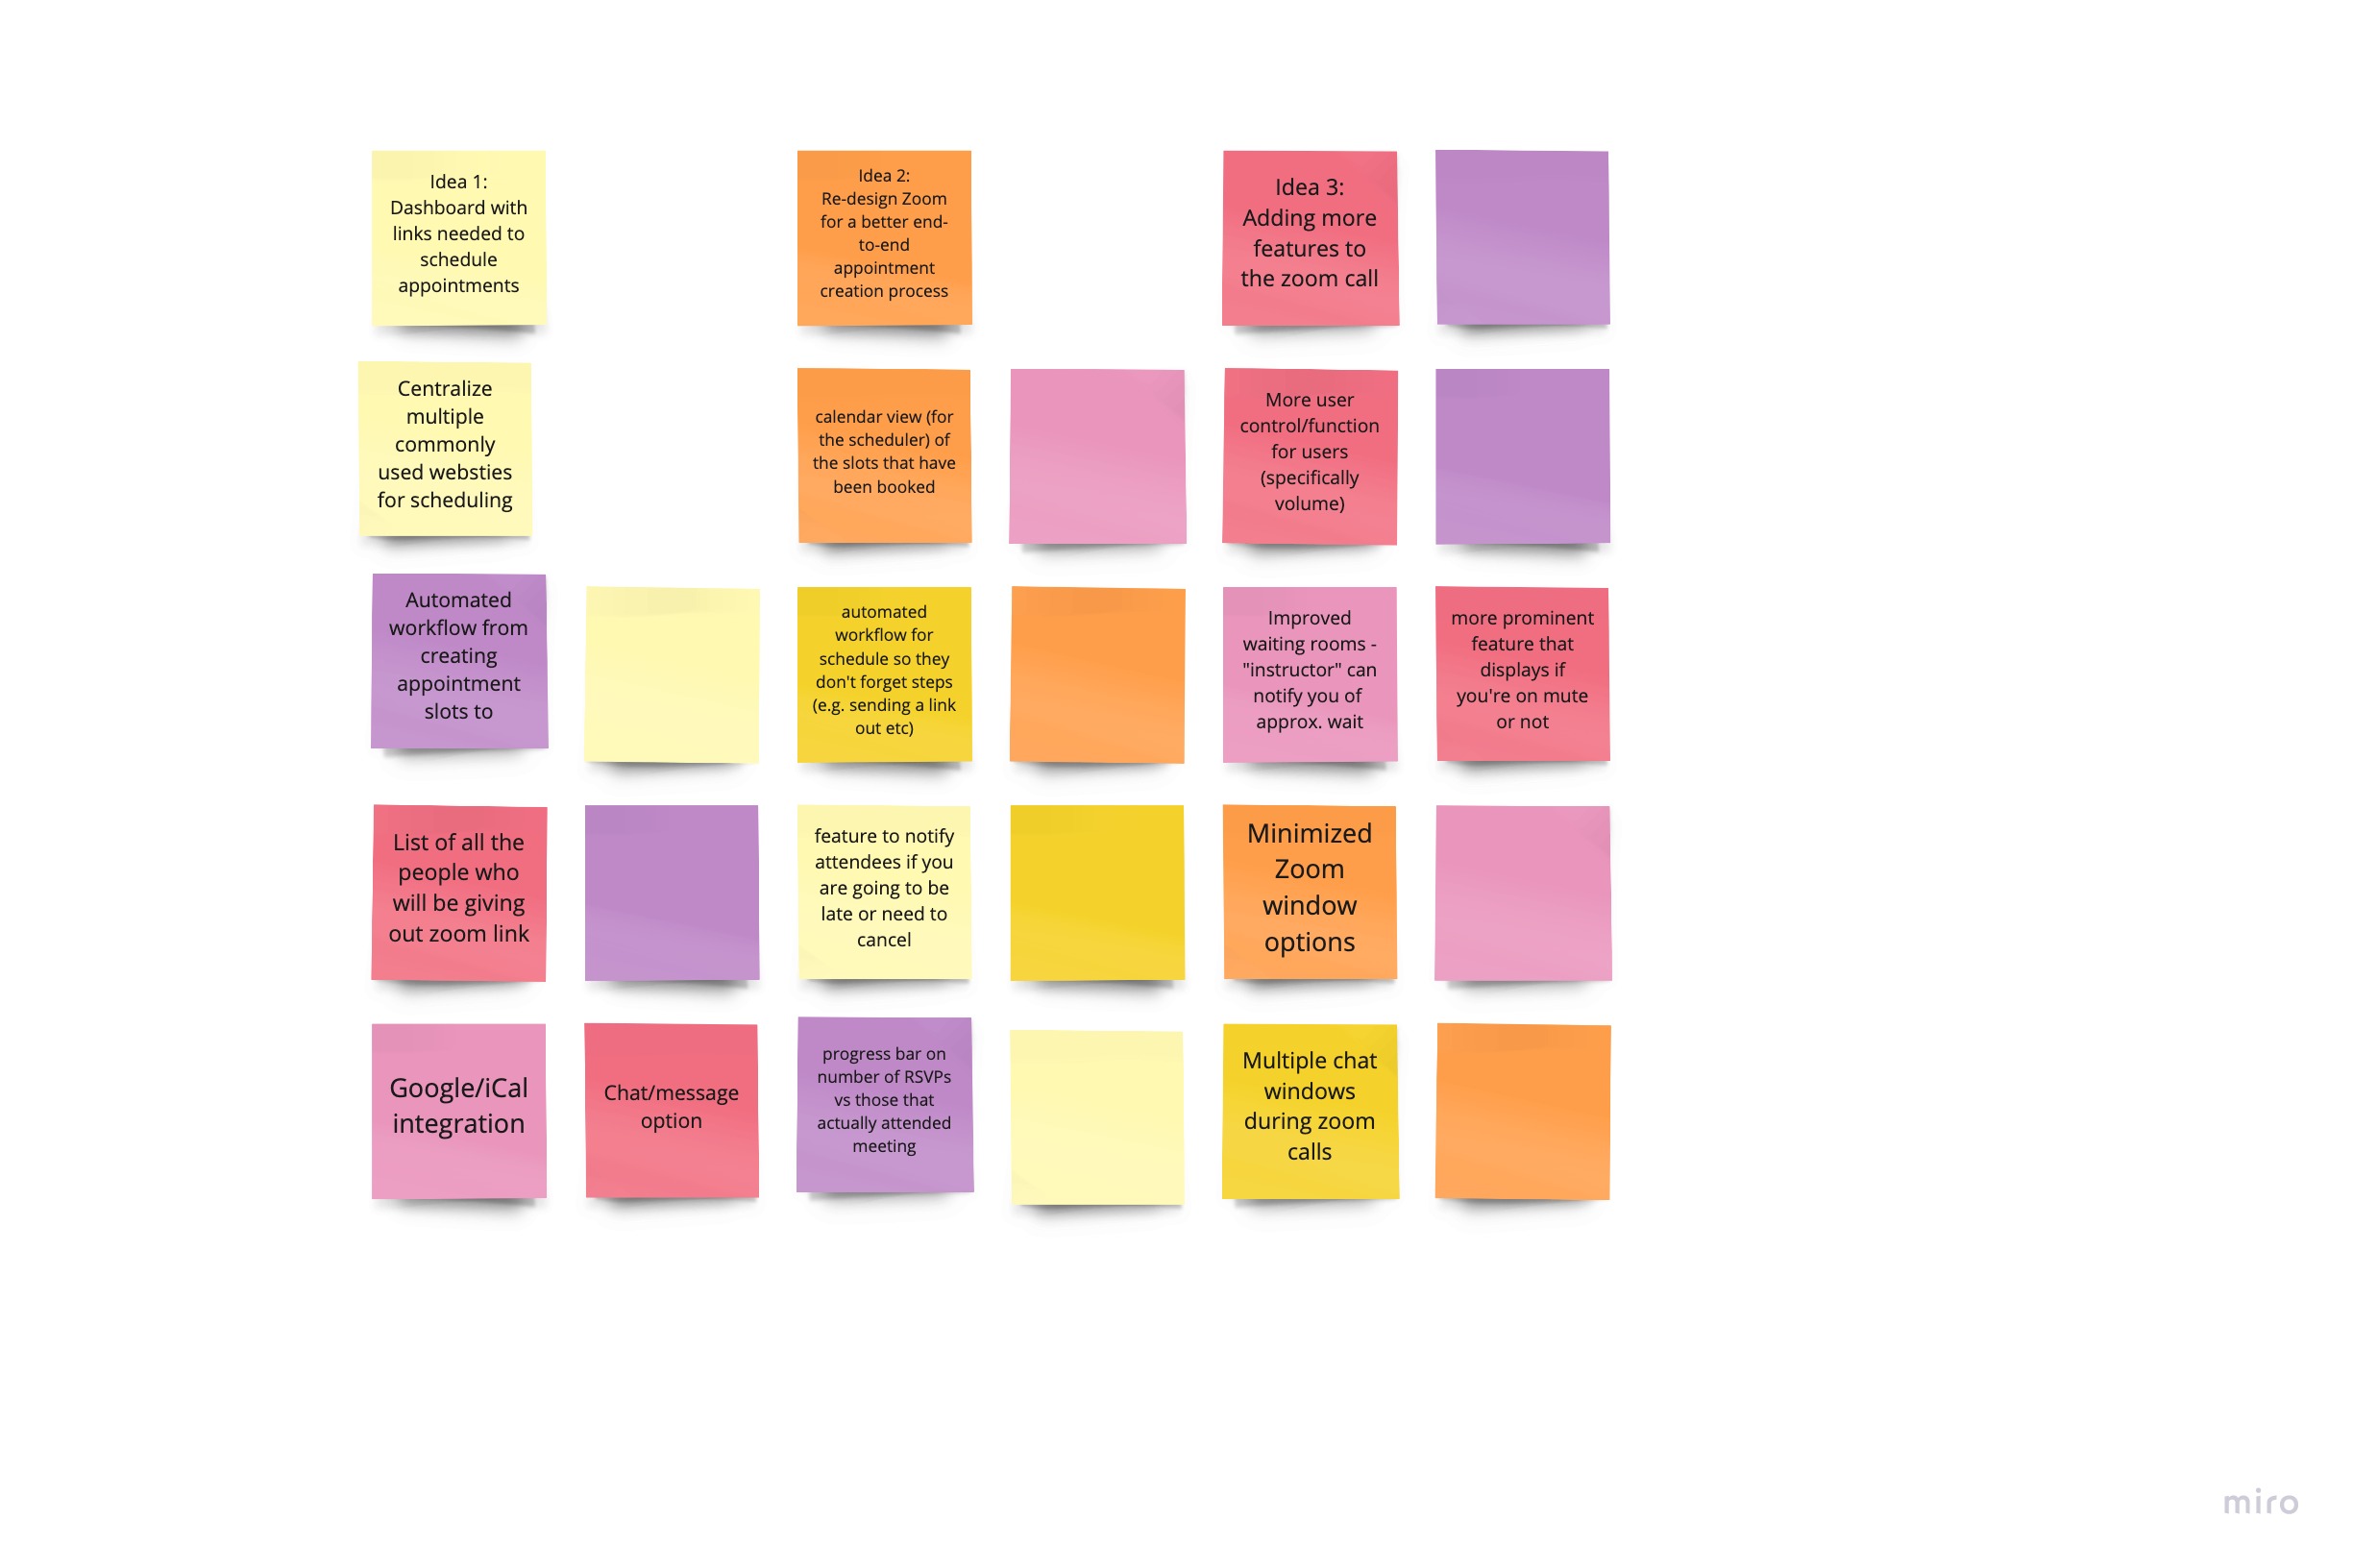 Idea 1:
Dashboard with
links needed to
schedule
appointments
Idea 2:
Re-design Zoom
for a better end-
to-end
appointment
creation process
Idea 3:
Adding more
features to
the zoom call
Centralize
multiple
commonly
used websties
for scheduling
calendar view (for
the scheduler) of
the slots that have
been booked
More user
control/function
for users
(specifically
volume)
Automated
workflow from
creating
appointment
slots to
automated
workflow for
schedule so they
don't forget steps
(e.g. sending a link
out etc)
Improved
waiting rooms -
"instructor" can
notify you of
approx. wait
more prominent
feature that
displays if
you're on mute
or not
List of all the
people who
will be giving
out zoom link
feature to notify
attendees if you
are going to be
late or need to
cancel
Minimized
Zoom
window
options
Google/iCal
integration
Chat/message
option
progress bar on
number of RSVPs
vs those that
actually attended
meeting
Multiple chat
windows
during zoom
calls
miro